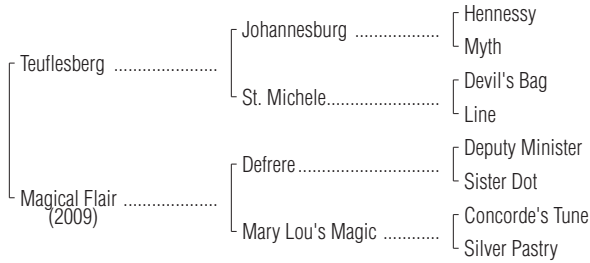 Hennessy
Johannesburg ..................
Myth
Teuflesberg ......................
Devil's Bag
St. Michele........................
Line
Deputy Minister
Defrere..............................
Sister Dot
Magical Flair ....................
(2009)
Concorde's Tune
Mary Lou's Magic ............
Silver Pastry